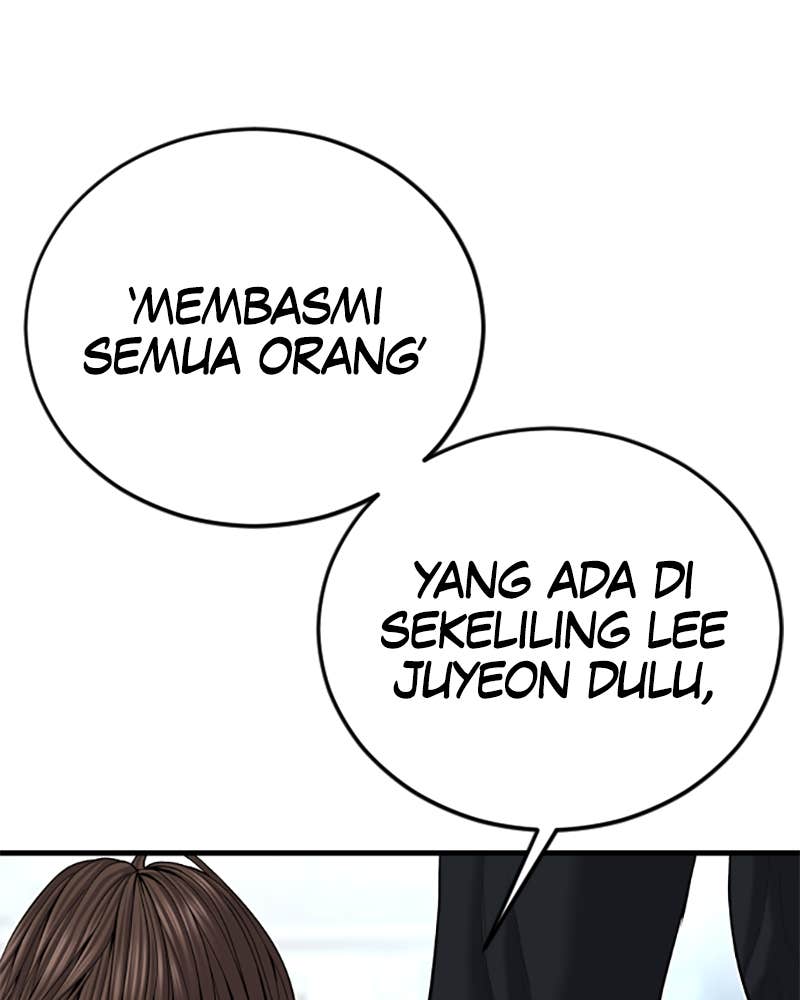 'MEMBASMI
SEMUA ORANG'
YANG ADA DI
SEKELILING LEE
JUYEON DULU,